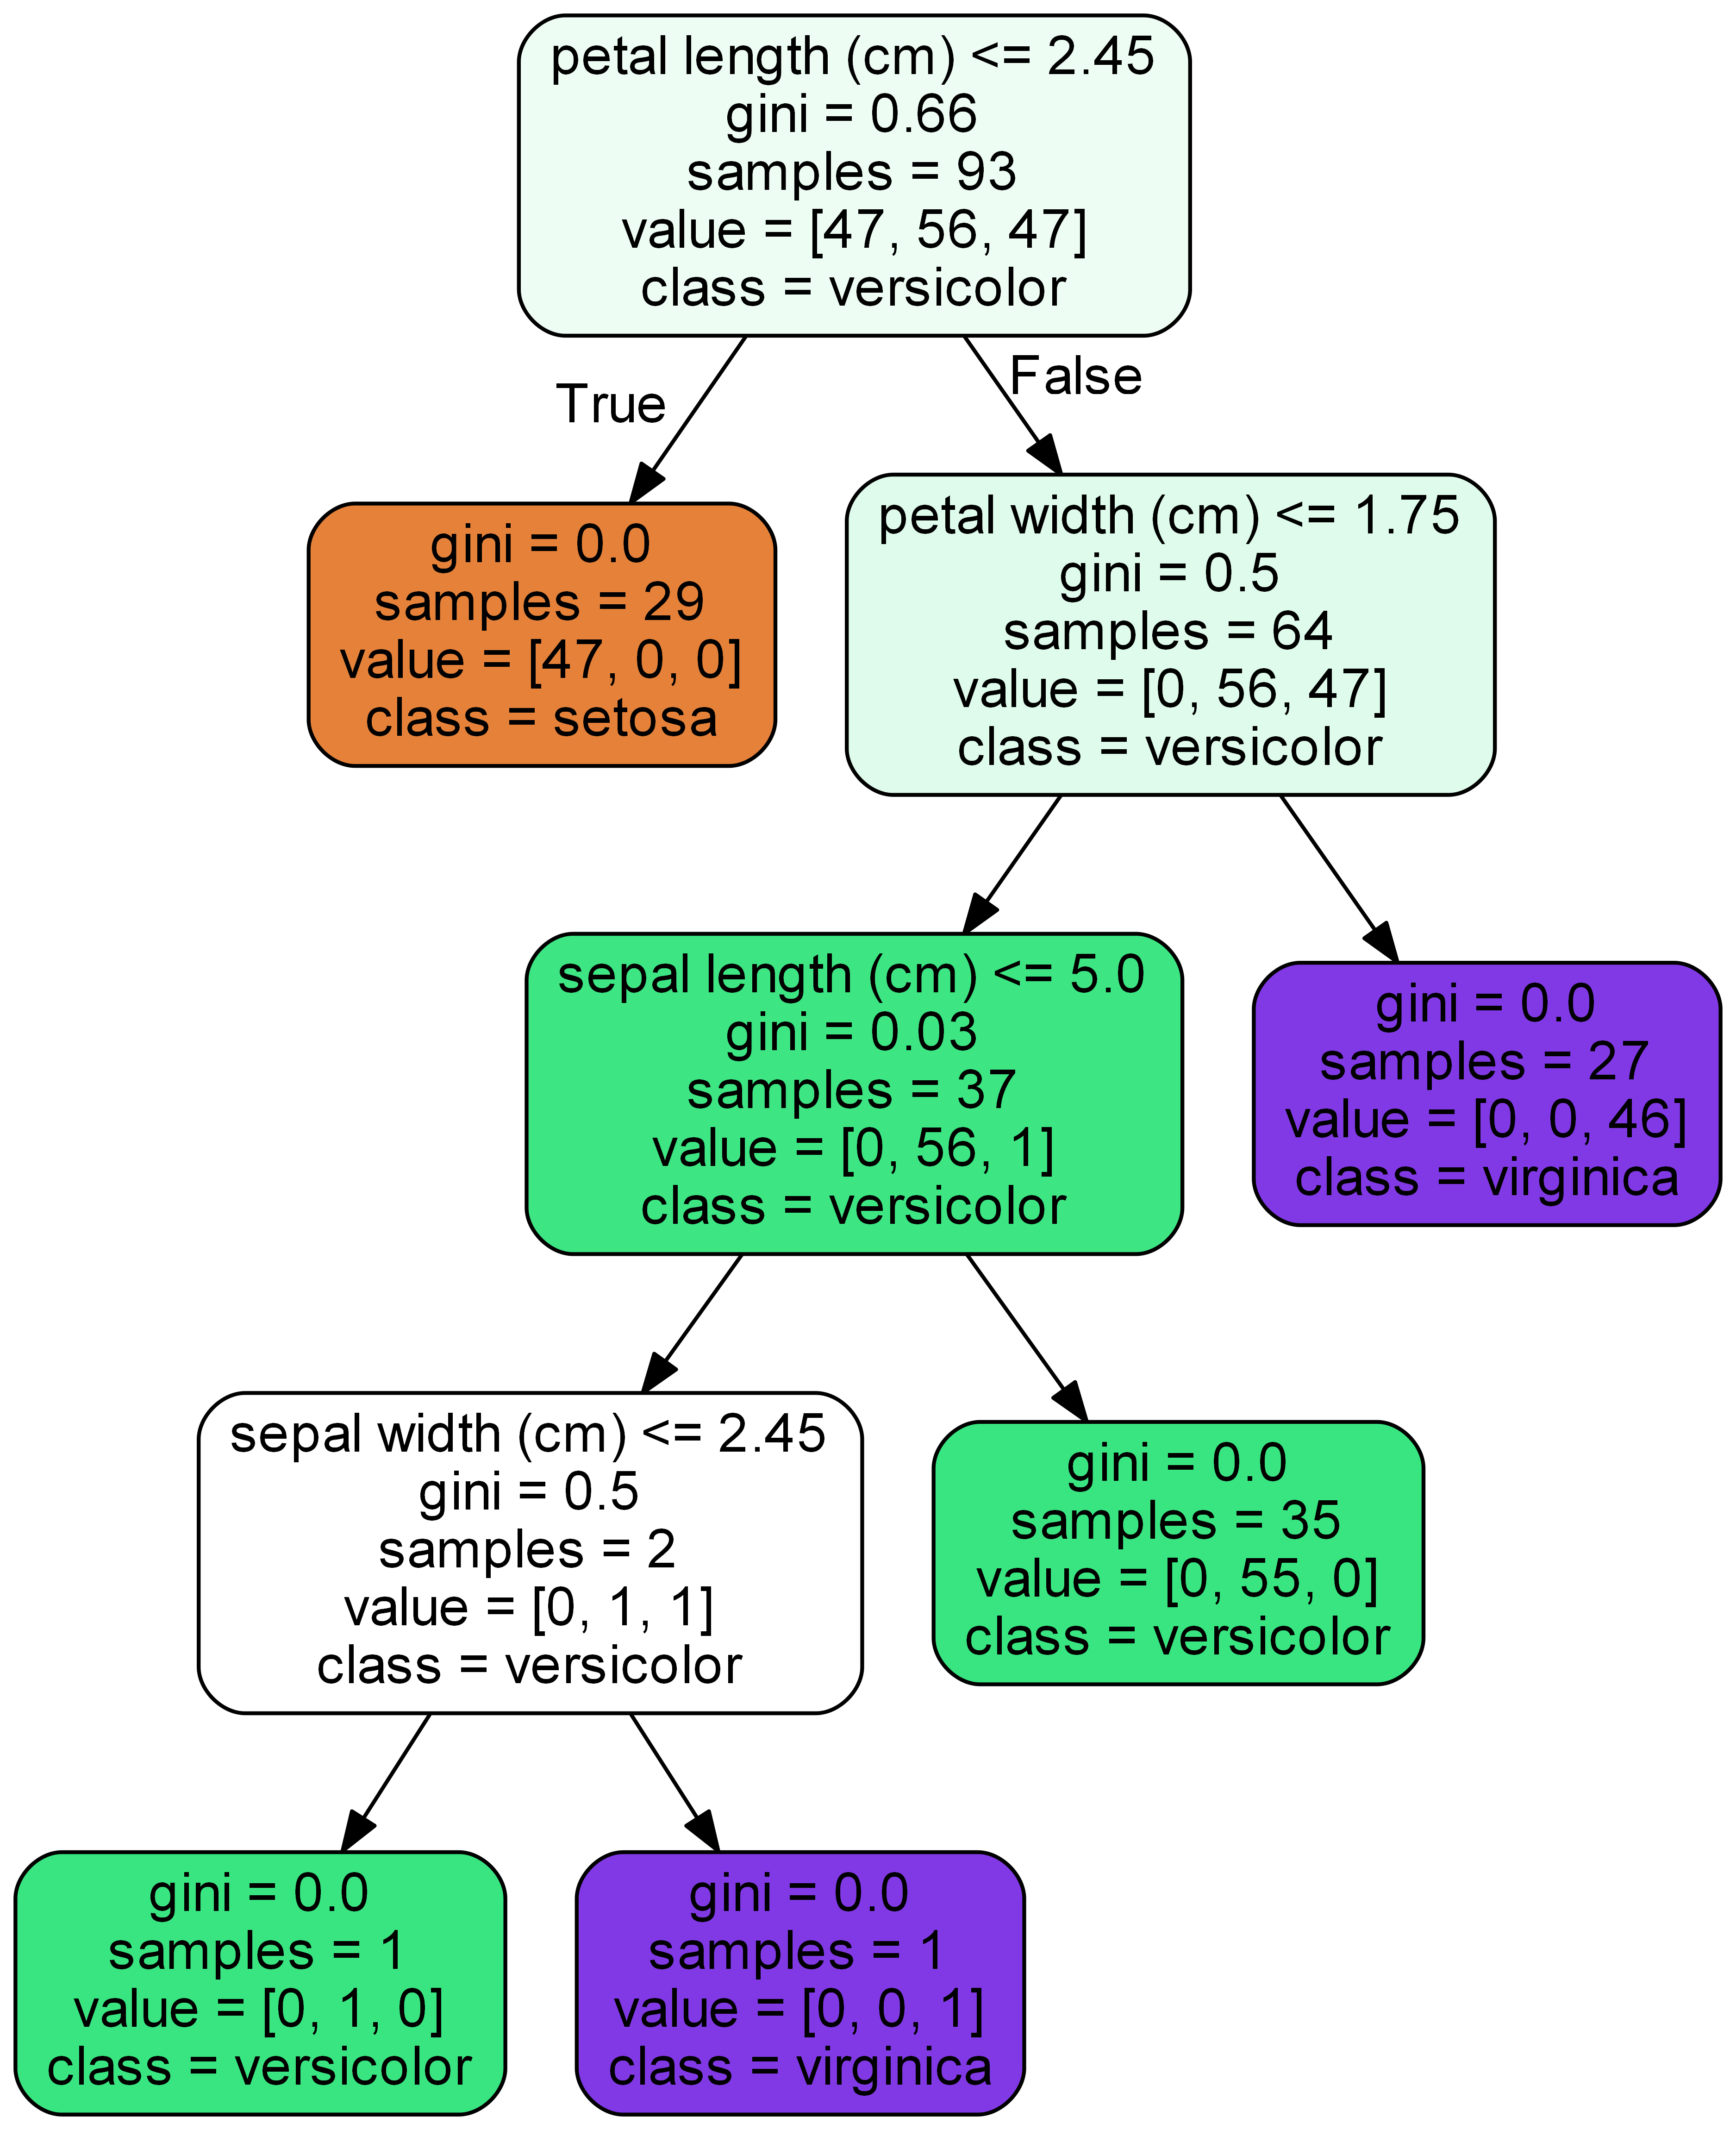 petal length (cm) <= 2.45
gini = 0.66
samples = 93
value = [47, 56, 47]
class = versicolor
True
False
gini = 0.0
samples = 29
value = [47, 0, 0]
class = setosa
petal width (cm) <= 1.75
gini = 0.5
samples = 64
value = [0, 56, 47]
class = versicolor
sepal length (cm) <= 5.0
gini = 0.03
samples = 37
value = [0, 56, 1]
class = versicolor
gini = 0.0
samples = 27
value = [0, 0, 46]
class = virginica
sepal width (cm) <= 2.45
gini = 0.5
samples = 2
value = [0, 1, 1]
class = versicolor
gini = 0.0
samples = 35
value = [0, 55, 0]
class = versicolor
gini = 0.0
samples = 1
value = [0, 1, 0]
class = versicolor
gini = 0.0
samples = 1
value = [0, 0, 1]
class = virginica